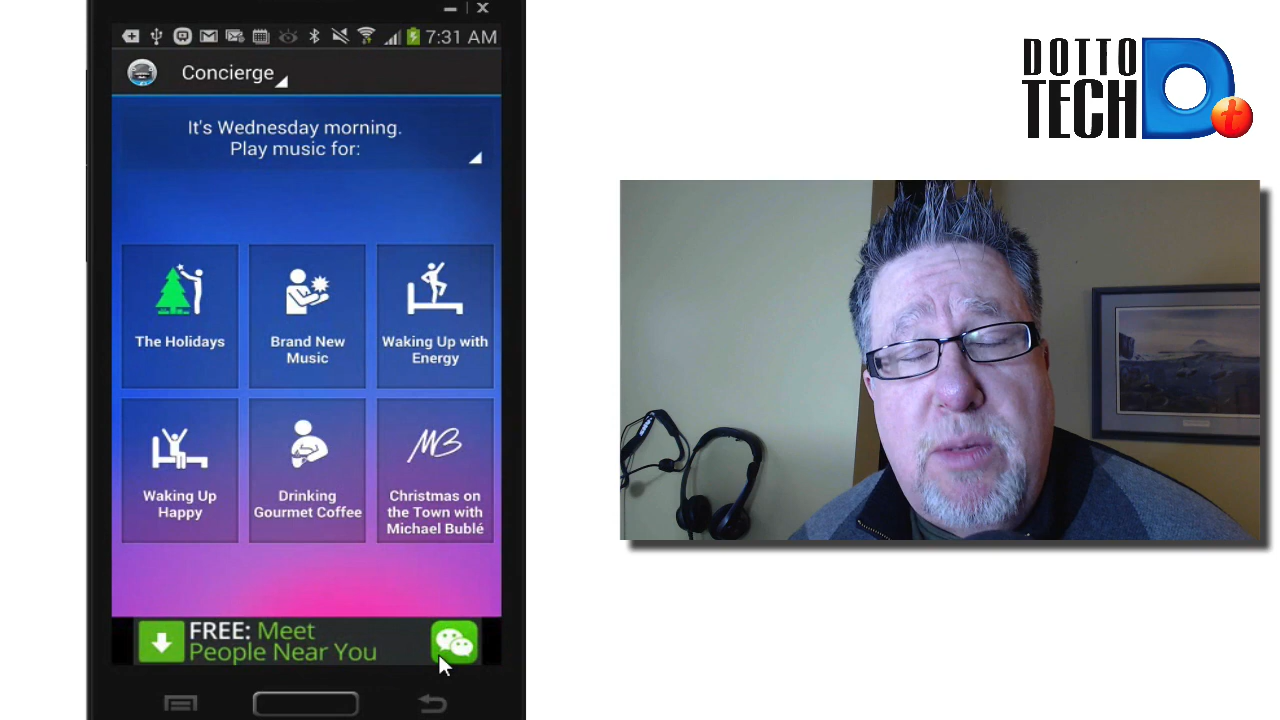 7:31 AM
Concierge
It's Wednesday morning.
Play music for:
The Holidays
Brand New
Music
Waking Up with
Energy
Waking Up
Happy
Drinking
Gourmet Coffee
MB
Christmas on
the Town with
Michael Bublé
FREE: Meet
People Near You
DOTTO
TECH
D
t